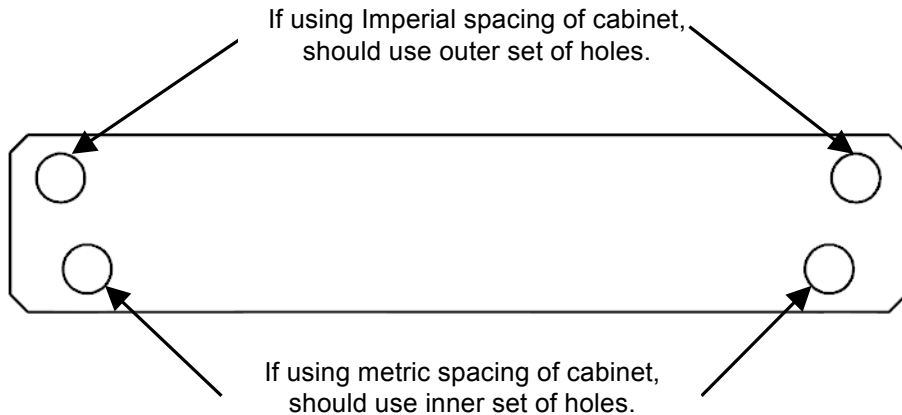 If using Imperial spacing of cabinet,
should use outer set of holes.
If using metric spacing of cabinet,
should use inner set of holes.